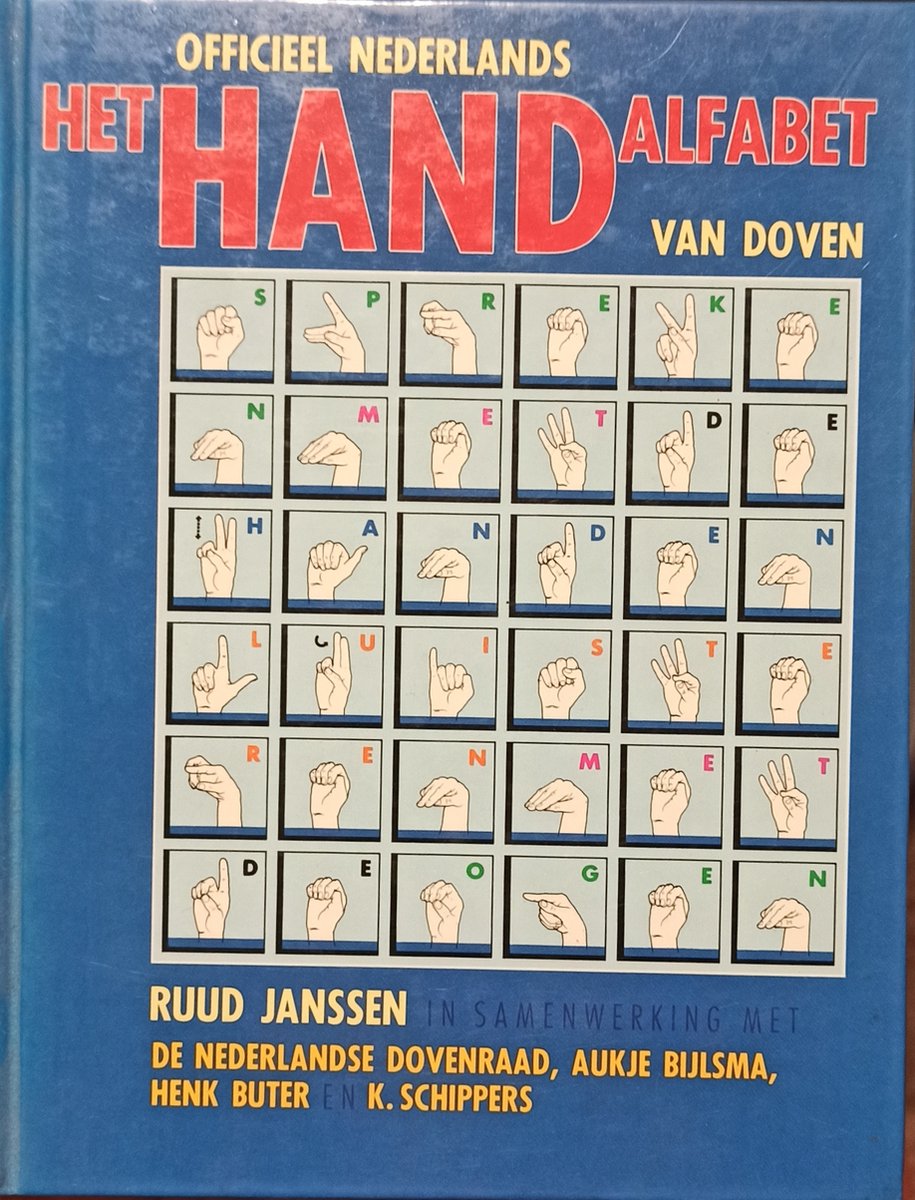 OFFICIEEL NEDERLANDS
HET HAND ALFABET
VAN DOVEN
S P R E K E
N M E T D E
H A N D E N
L U I S T E
R E N M E T
D E O G E N
RUUD JANSSEN IN SAMENWERKING MET
DE NEDERLANDSE DOVENRAAD, AUKJE BIJLSMA,
HENK BUTER EN K. SCHIPPERS